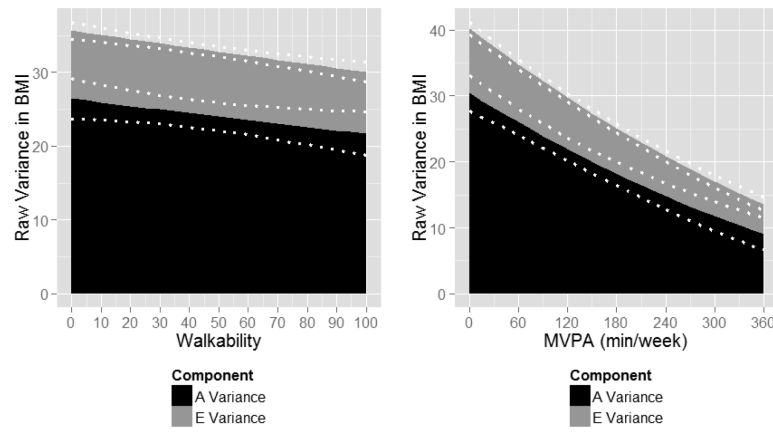 Raw Variance in BMI
30
20
10
0
0 10 20 30 40 50 60 70 80 90 100
Walkability
Component
A Variance
E Variance
Raw Variance in BMI
40
30
20
10
0
0 60 120 180 240 300 360
MVPA (min/week)
Component
A Variance
E Variance